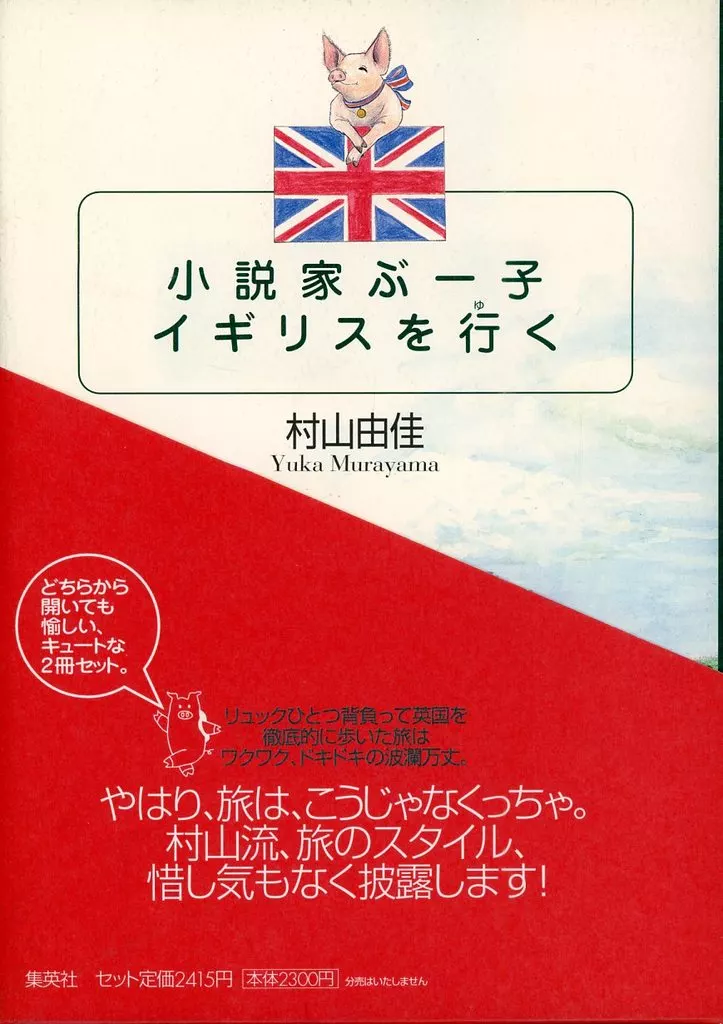 小説家ぶー子
イギリスを行く
ゆ
村山由佳
Yuka Murayama
どちらから
開いても
愉しい、
キュートな
2冊セット。
リュックひとつ背負って英国を
徹底的に歩いた旅は
ワクワク、ドキドキの波瀾万丈。
やはり、旅は、こうじゃなくっちゃ。
村山流、旅のスタイル、
惜し気もなく披露します!
集英社 セット定価2415円 本体2300円 分売はいたしません